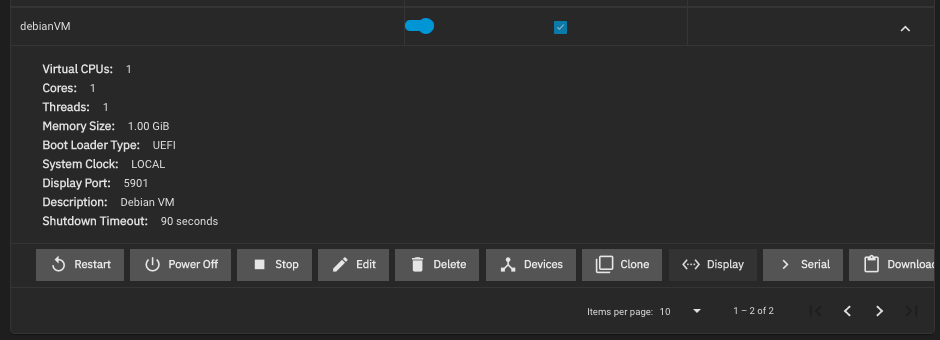 debianVM
Virtual CPUs: 1
Cores: 1
Threads: 1
Memory Size: 1.00 GiB
Boot Loader Type: UEFI
System Clock: LOCAL
Display Port: 5901
Description: Debian VM
Shutdown Timeout: 90 seconds
Restart Power Off Stop Edit Delete Devices Clone Display Serial Downloa
Items per page: 10 1 – 2 of 2